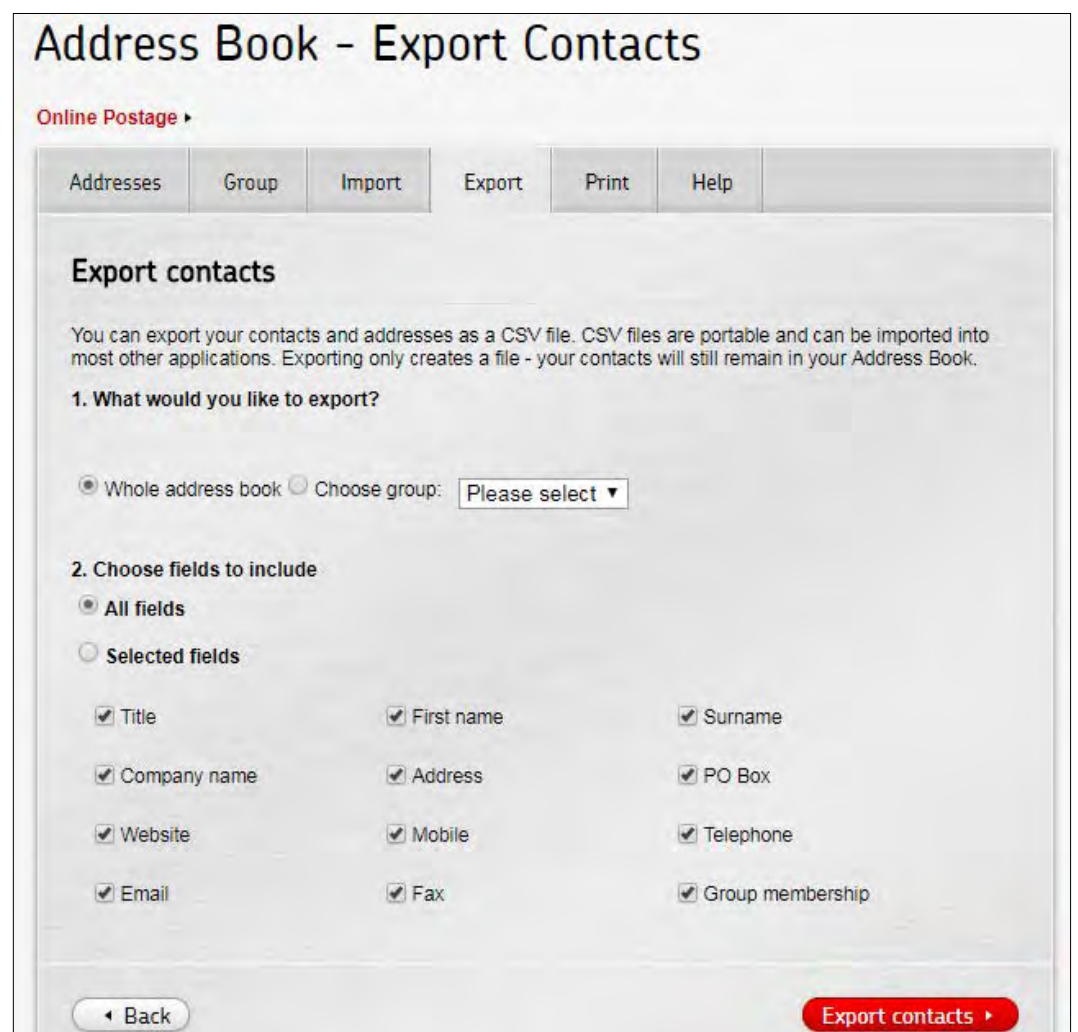 Address Book - Export Contacts
Online Postage
Addresses Group Import Export Print Help
Export contacts
You can export your contacts and addresses as a CSV file. CSV files are portable and can be imported into
most other applications. Exporting only creates a file - your contacts will still remain in your Address Book.
1. What would you like to export?
Whole address book Choose group: Please select
2. Choose fields to include
All fields
Selected fields
Title First name Surname
Company name Address PO Box
Website Mobile Telephone
Email Fax Group membership
Back Export contacts